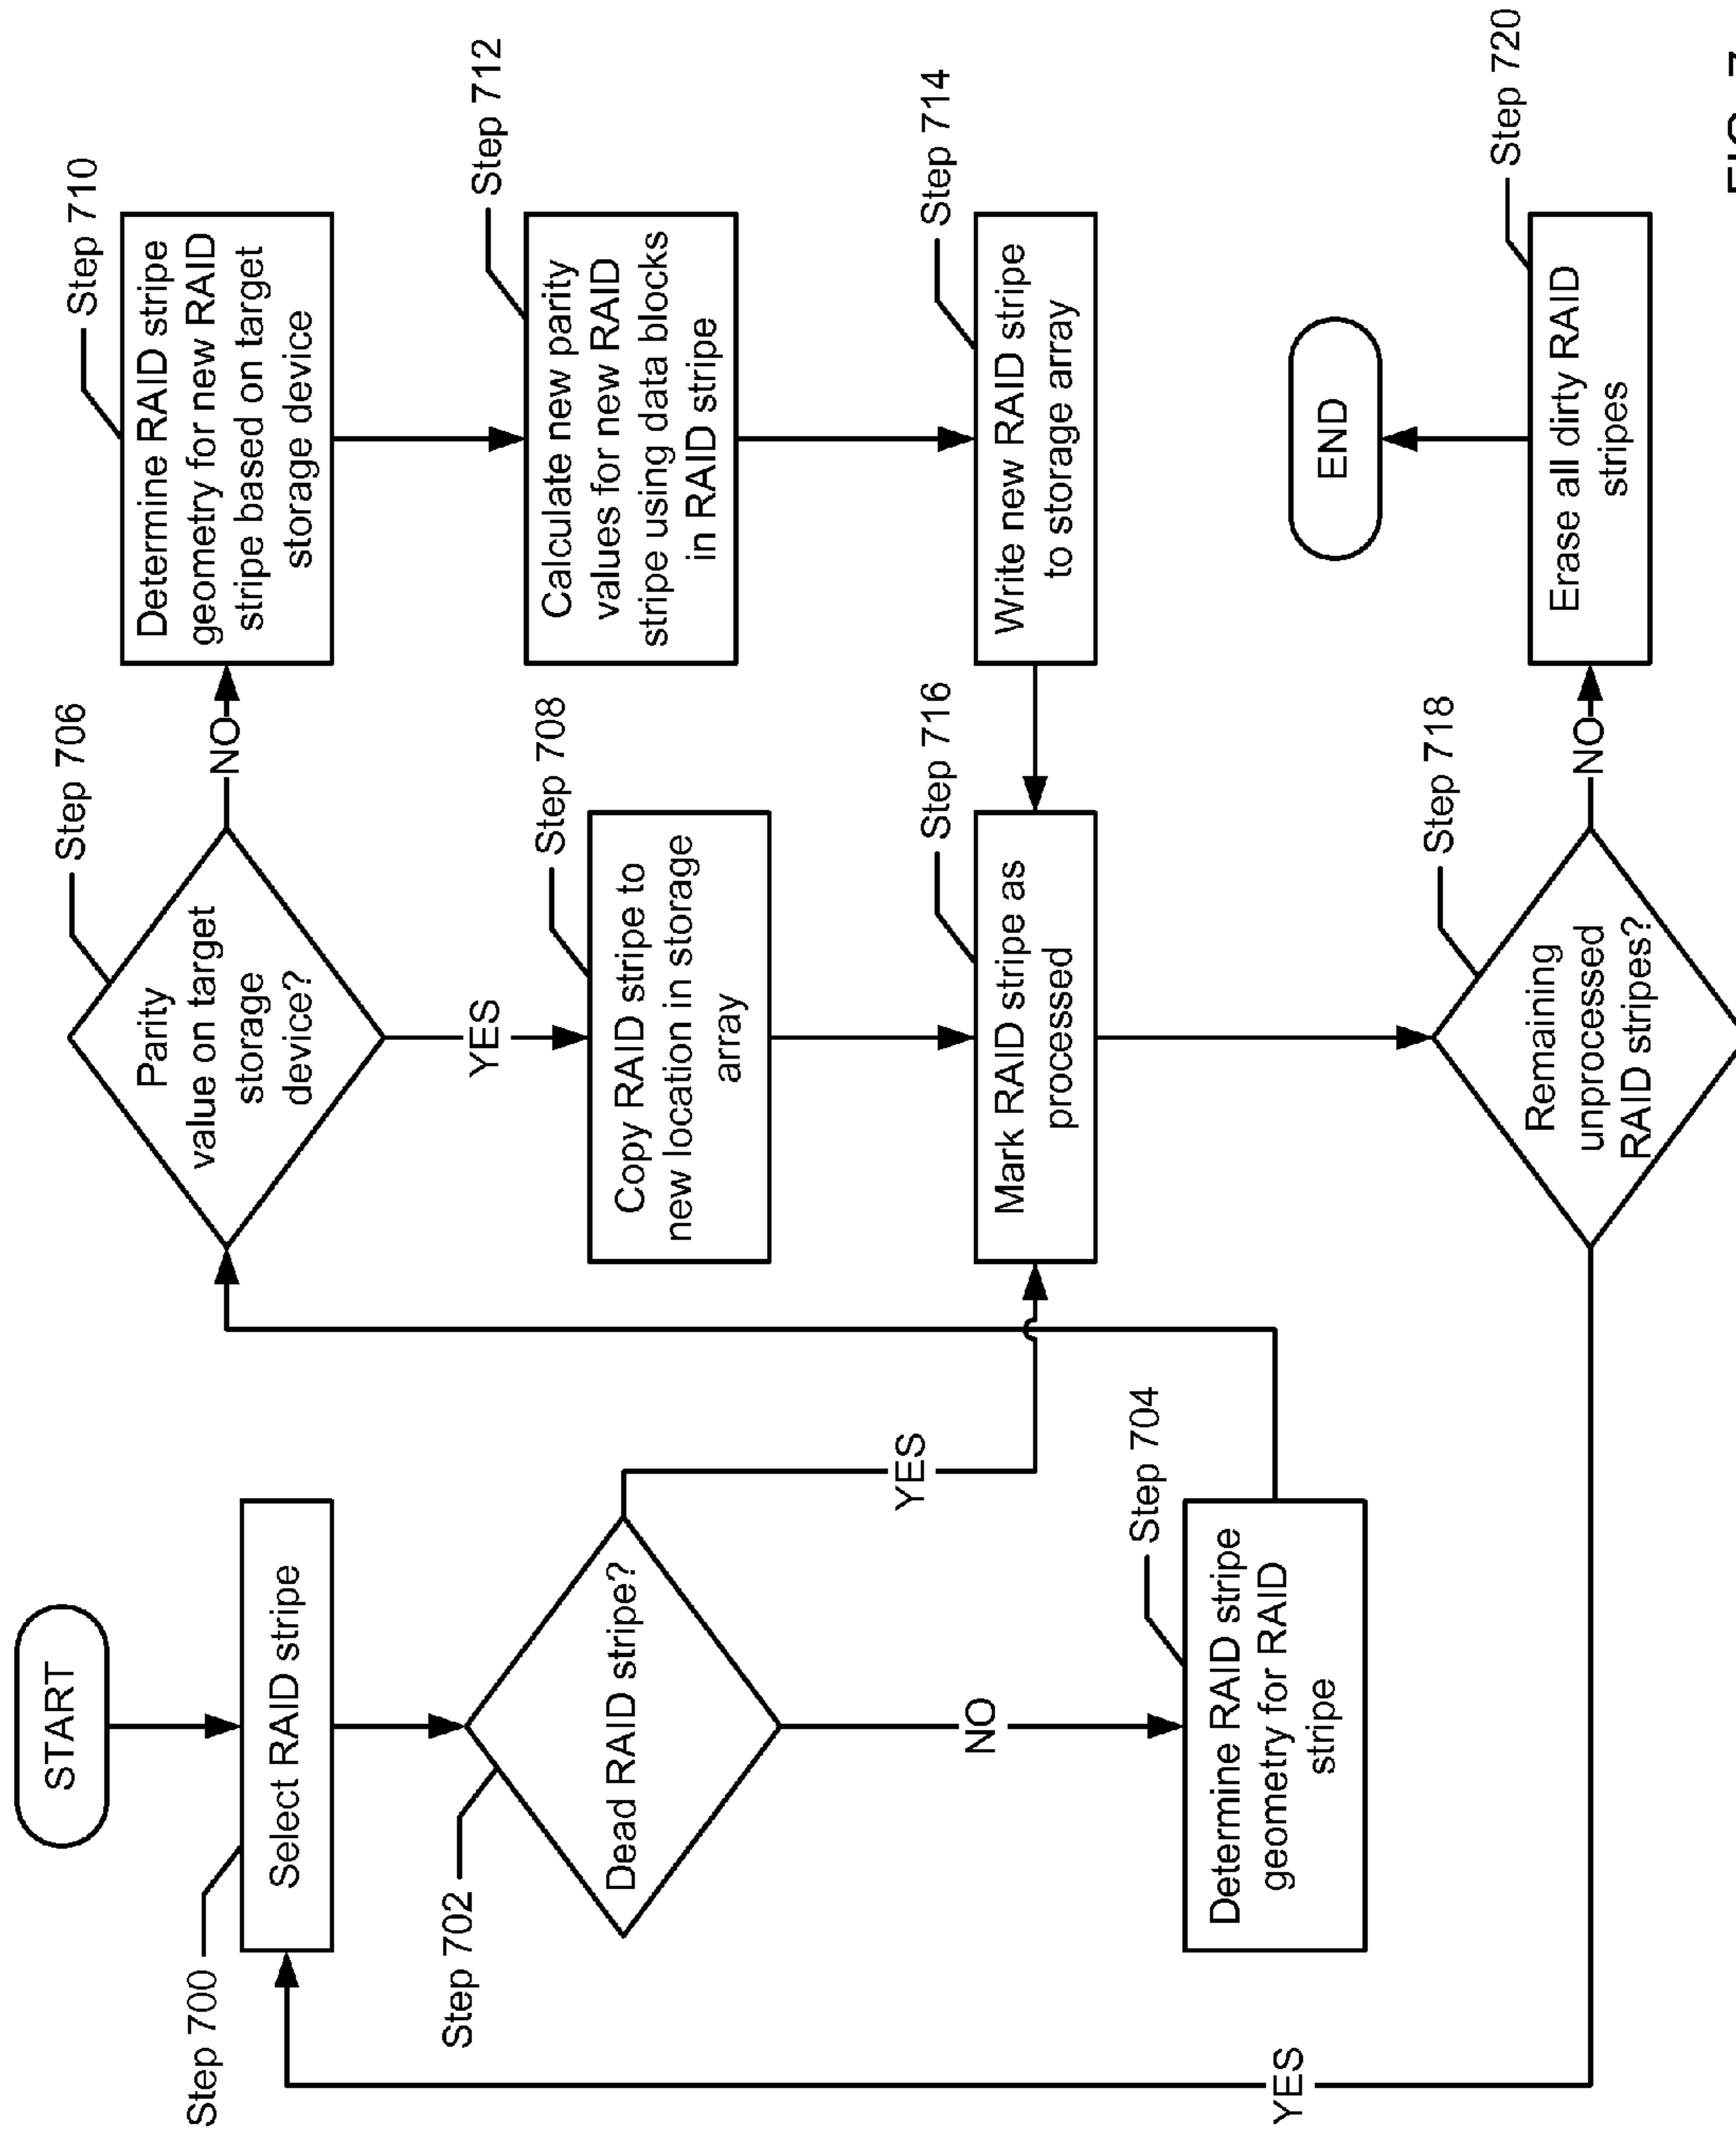 START
Step 700
Select RAID stripe
Step 702
Dead RAID stripe?
YES
NO
Step 704
Determine RAID stripe
geometry for RAID
stripe
Step 706
Parity
value on target
storage
device?
NO
YES
Step 708
Copy RAID stripe to
new location in storage
array
Step 710
Determine RAID stripe
geometry for new RAID
stripe based on target
storage device
Step 712
Calculate new parity
values for new RAID
stripe using data blocks
in RAID stripe
Step 714
Write new RAID stripe
to storage array
Step 716
Mark RAID stripe as
processed
Step 718
Remaining
unprocessed
RAID stripes?
YES
NO
Step 720
Erase all dirty RAID
stripes
END